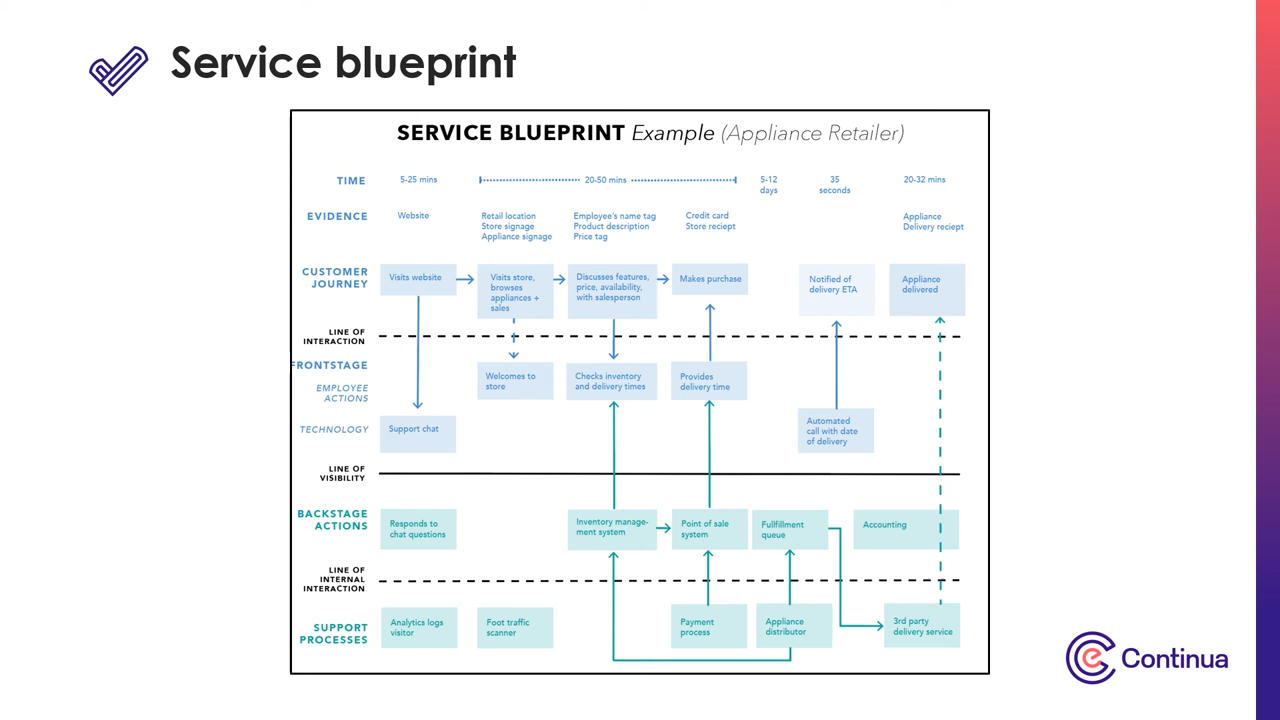 Service blueprint
SERVICE BLUEPRINT Example (Appliance Retailer)
TIME
5-25 mins
20-50 mins
5-12
days
35
seconds
20-32 mins
EVIDENCE
Website
Retail location
Store signage
Appliance signage
Employee's name tag
Product description
Price tag
Credit card
Store reciept
Appliance
Delivery reciept
CUSTOMER
JOURNEY
Visits website
Visits store,
browses
appliances +
sales
Discusses features,
price, availability,
with salesperson
Makes purchase
Notified of
delivery ETA
Appliance
delivered
LINE OF
INTERACTION
FRONTSTAGE
EMPLOYEE
ACTIONS
Welcomes to
store
Checks inventory
and delivery times
Provides
delivery time
TECHNOLOGY
Support chat
Automated
call with date
of delivery
LINE OF
VISIBILITY
BACKSTAGE
ACTIONS
Responds to
chat questions
Inventory manage-
ment system
Point of sale
system
Fullfillment
queue
Accounting
LINE OF
INTERNAL
INTERACTION
SUPPORT
PROCESSES
Analytics logs
visitor
Foot traffic
scanner
Payment
process
Appliance
distributor
3rd party
delivery service
Continua